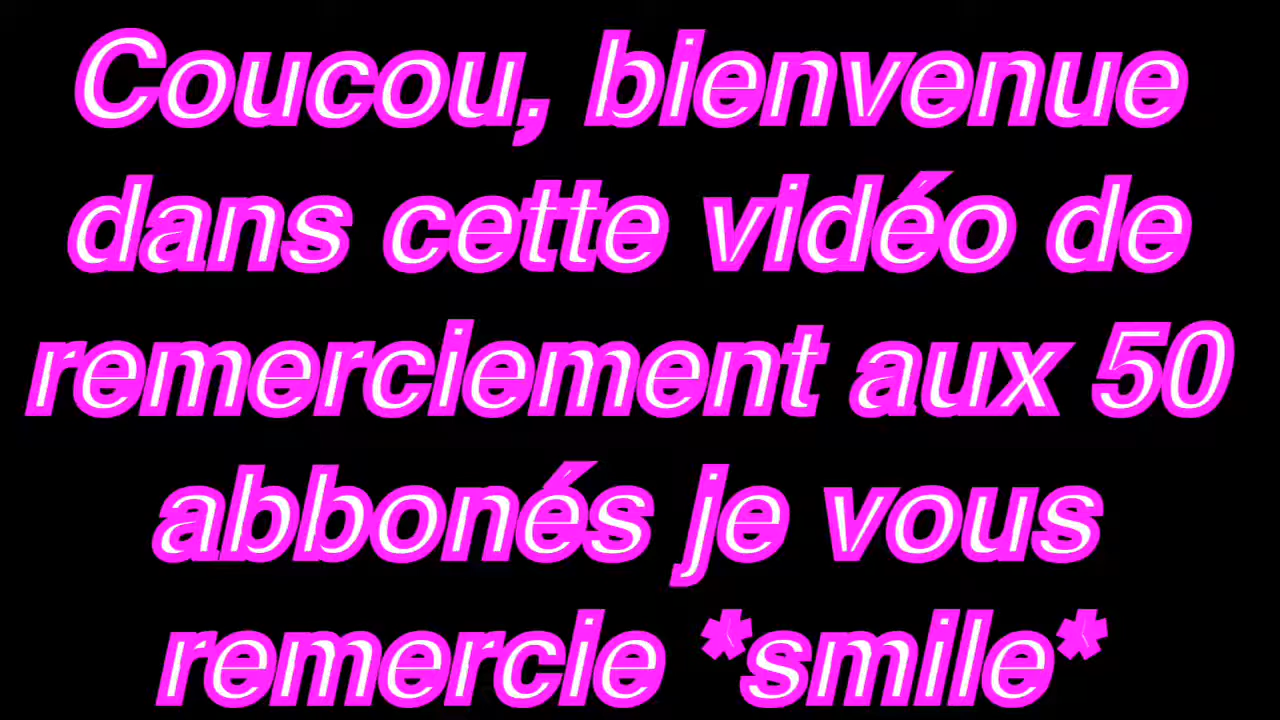 Coucou, bienvenue
dans cette vidéo de
remerciement aux 50
abbonés je vous
remercie *smile*